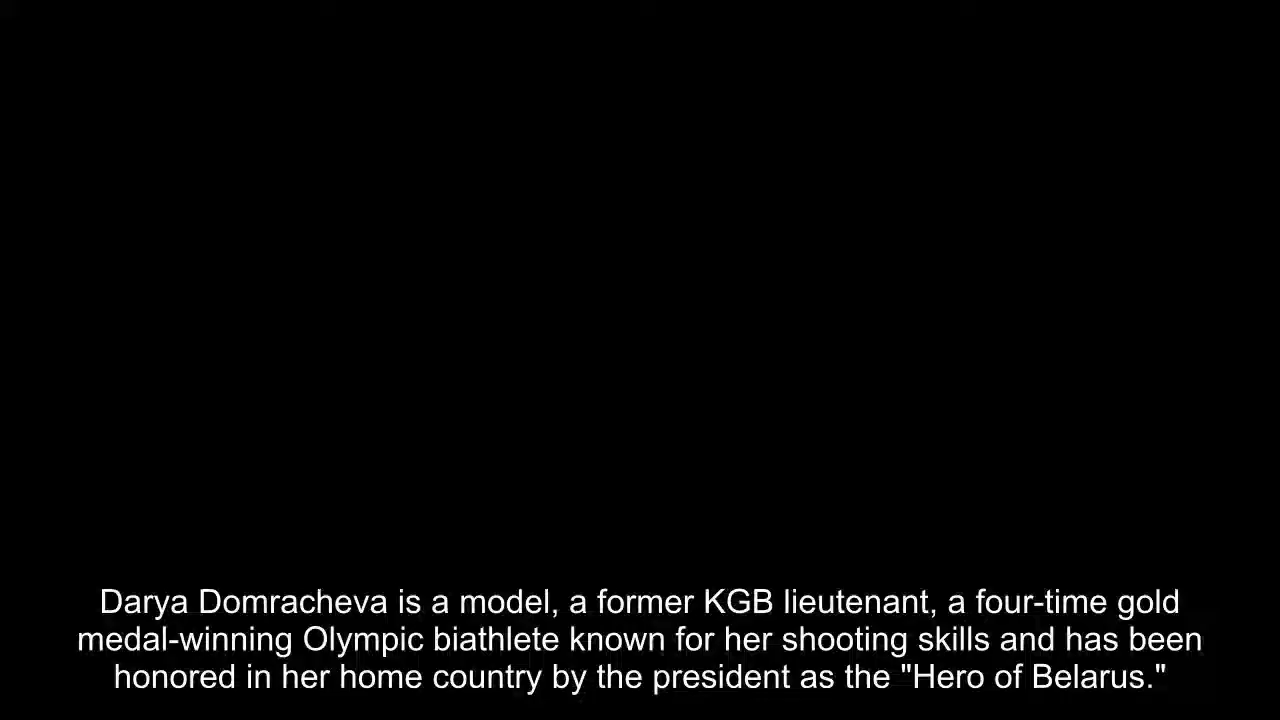 Darya Domracheva is a model, a former KGB lieutenant, a four-time gold
medal-winning Olympic biathlete known for her shooting skills and has been
honored in her home country by the president as the "Hero of Belarus."